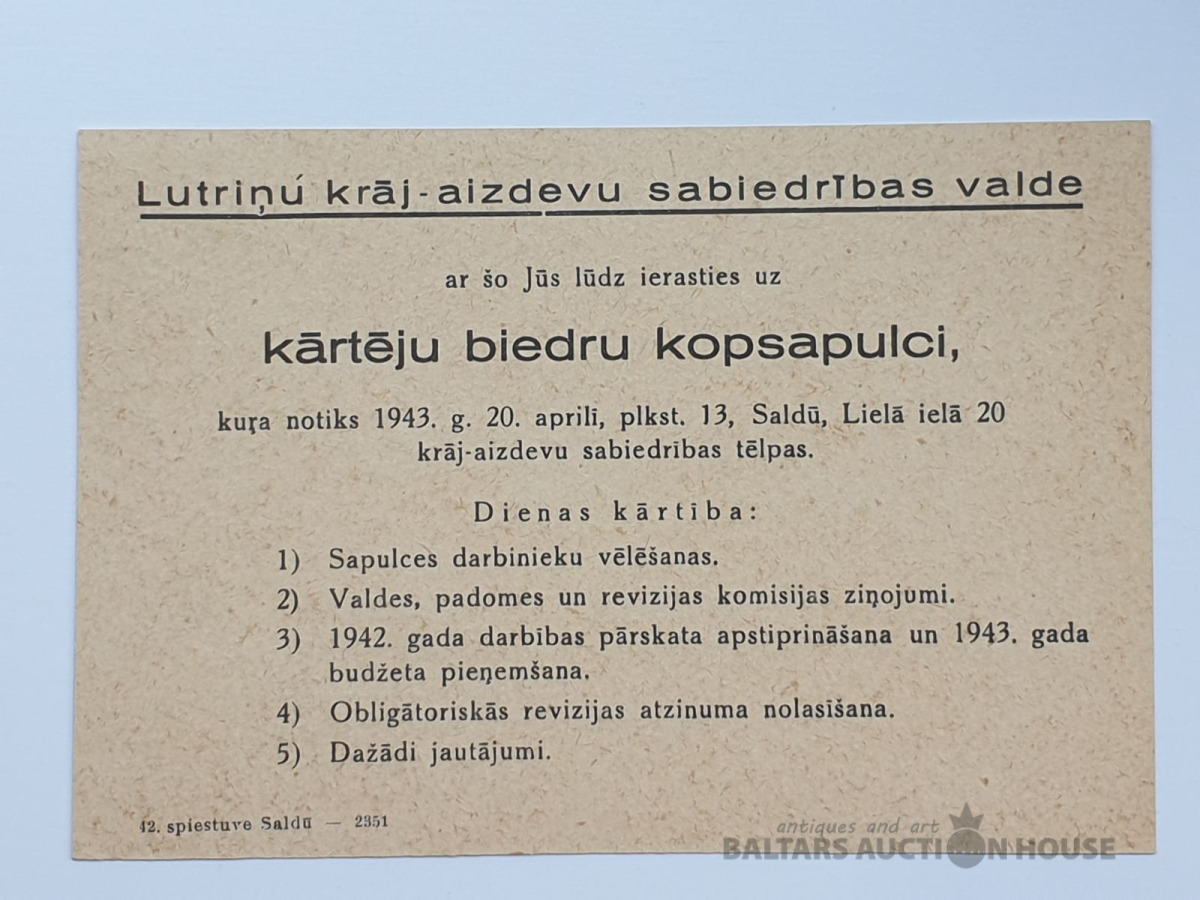 Lutriņú krāj-aizdevu sabiedrības valde
ar šo Jūs lūdz ierasties uz
kārtēju biedru kopsapulci,
kuŗa notiks 1943. g. 20. aprilī, plkst. 13, Saldū, Lielā ielā 20
krāj-aizdevu sabiedrības tēlpas.
Dienas kārtība:
1) Sapulces darbinieku vēlēšanas.
2) Valdes, padomes un revizijas komisijas ziņojumi.
3) 1942. gada darbības pārskata apstiprināšana un 1943. gada
budžeta pieņemšana.
4) Obligātoriskās revizijas atzinuma nolasīšana.
5) Dažādi jautājumi.
42. spiestuve Saldū — 2351
antiques and art
BALTARS AUCTION HOUSE